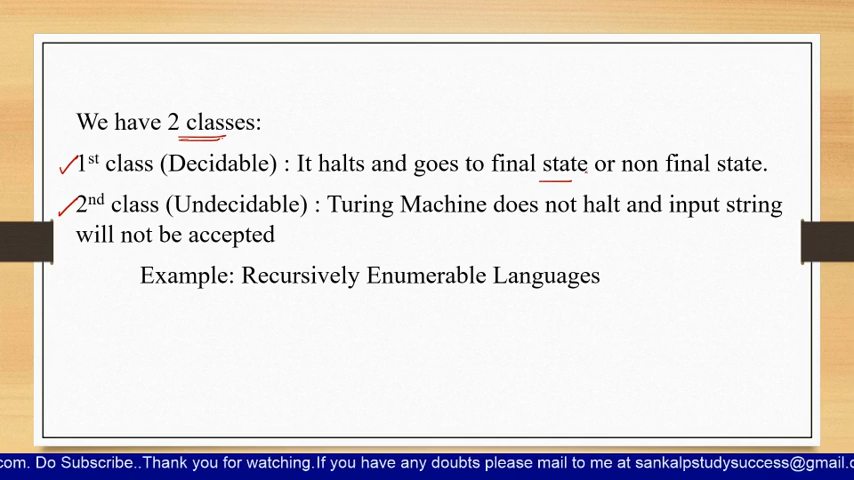 We have 2 classes:
1st class (Decidable) : It halts and goes to final state or non final state.
2nd class (Undecidable) : Turing Machine does not halt and input string
will not be accepted
Example: Recursively Enumerable Languages
com. Do Subscribe..Thank you for watching.If you have any doubts please mail to me at sankalpstudysuccess@gmail.c